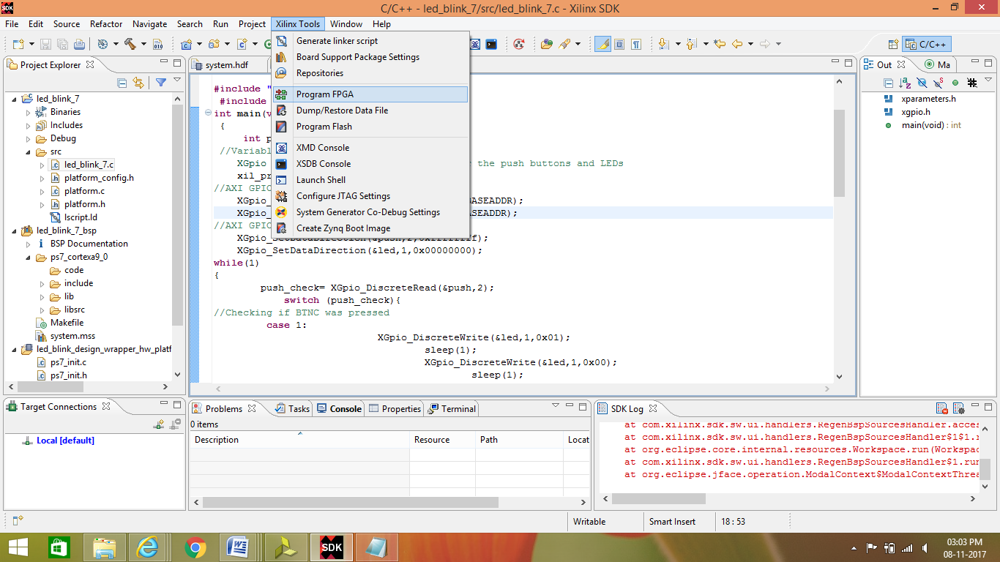 SDK
C/C++ - led_blink_7/src/led_blink_7.c - Xilinx SDK
File Edit Source Refactor Navigate Search Run Project Xilinx Tools Window Help
C/C++
Project Explorer
led_blink_7
Binaries
Includes
Debug
src
led_blink_7.c
platform_config.h
platform.c
platform.h
lscript.ld
led_blink_7_bsp
BSP Documentation
ps7_cortexa9_0
code
include
lib
libsrc
Makefile
system.mss
led_blink_design_wrapper_hw_platf
ps7_init.c
ps7_init.h
system.hdf
Generate linker script
Board Support Package Settings
Repositories
Program FPGA
Dump/Restore Data File
Program Flash
XMD Console
XSDB Console
Launch Shell
Configure JTAG Settings
System Generator Co-Debug Settings
Create Zynq Boot Image
#include "
#include
int main(v
{
int p
//Variabl
XGpio r the push buttons and LEDs
xil_pr
//AXI GPIO
XGpio_ BASEADDR);
XGpio_ BASEADDR);
//AXI GPIO
XGpio_SetDataDirection(&push,2,0xffffffff);
XGpio_SetDataDirection(&led,1,0x00000000);
while(1)
{
push_check= XGpio_DiscreteRead(&push,2);
switch (push_check){
//Checking if BTNC was pressed
case 1:
XGpio_DiscreteWrite(&led,1,0x01);
sleep(1);
XGpio_DiscreteWrite(&led,1,0x00);
sleep(1);
Out Ma
xparameters.h
xgpio.h
main(void) : int
Target Connections
Local [default]
Problems Tasks Console Properties Terminal
0 items
Description Resource Path Locat
SDK Log
at com.xilinx.sdk.sw.ui.handlers.RegenBspSourcesHandler.acces
at com.xilinx.sdk.sw.ui.handlers.RegenBspSourcesHandler$1$1.r
at org.eclipse.core.internal.resources.Workspace.run(Workspac
at com.xilinx.sdk.sw.ui.handlers.RegenBspSourcesHandler$1.run
at org.eclipse.jface.operation.ModalContext$ModalContextThrea
Writable Smart Insert 18 : 53
SDK
03:03 PM
08-11-2017